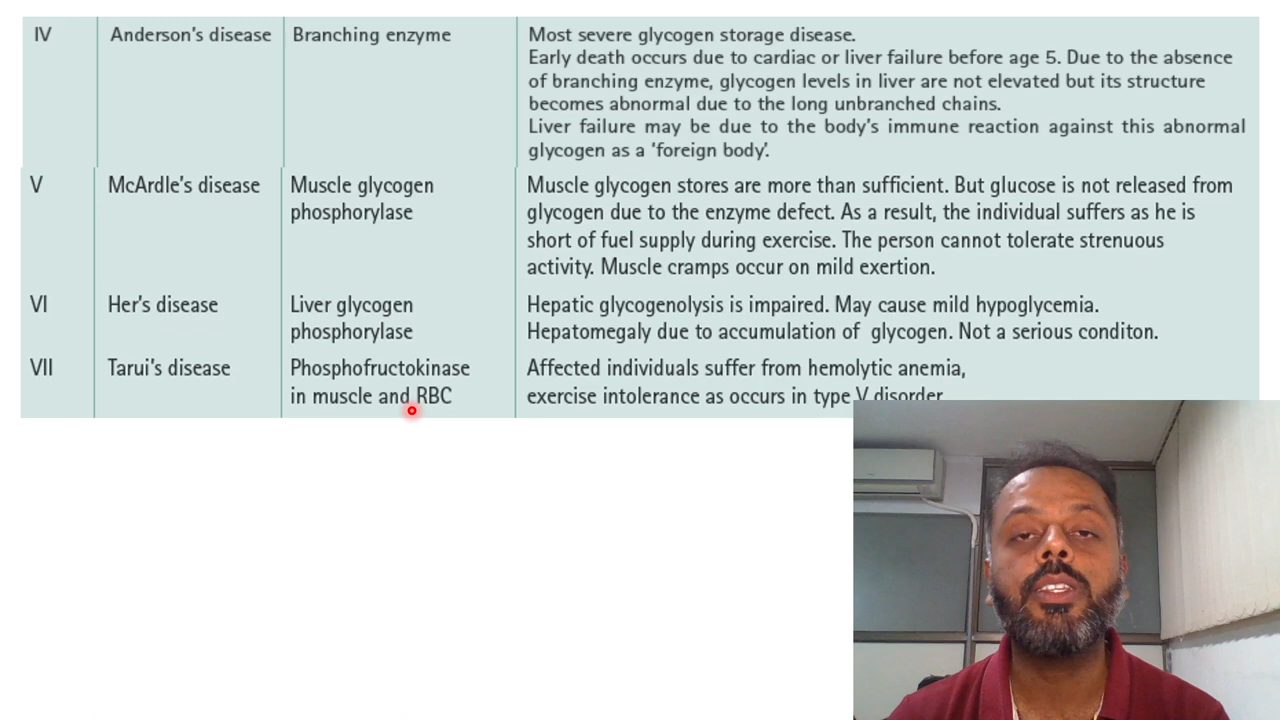 IV Anderson's disease Branching enzyme Most severe glycogen storage disease.
Early death occurs due to cardiac or liver failure before age 5. Due to the absence
of branching enzyme, glycogen levels in liver are not elevated but its structure
becomes abnormal due to the long unbranched chains.
Liver failure may be due to the body's immune reaction against this abnormal
glycogen as a 'foreign body'.
V McArdle's disease Muscle glycogen Muscle glycogen stores are more than sufficient. But glucose is not released from
phosphorylase glycogen due to the enzyme defect. As a result, the individual suffers as he is
short of fuel supply during exercise. The person cannot tolerate strenuous
activity. Muscle cramps occur on mild exertion.
VI Her's disease Liver glycogen Hepatic glycogenolysis is impaired. May cause mild hypoglycemia.
phosphorylase Hepatomegaly due to accumulation of glycogen. Not a serious conditon.
VII Tarui's disease Phosphofructokinase Affected individuals suffer from hemolytic anemia,
in muscle and RBC exercise intolerance as occurs in type V disorder